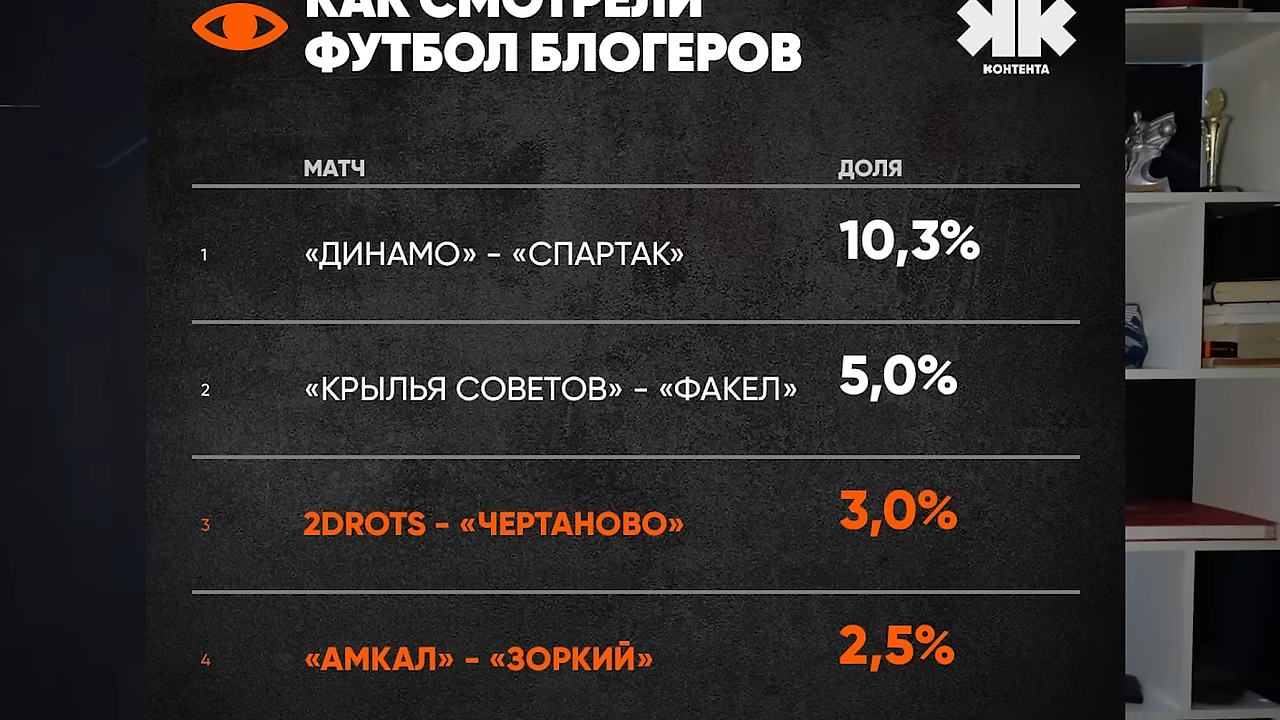 КАК СМОТРЕЛИ
ФУТБОЛ БЛОГЕРОВ
КОНТЕНТА
МАТЧ ДОЛЯ
1 «ДИНАМО» – «СПАРТАК» 10,3%
2 «КРЫЛЬЯ СОВЕТОВ» – «ФАКЕЛ» 5,0%
3 2DROTS – «ЧЕРТАНОВО» 3,0%
4 «АМКАЛ» – «ЗОРКИЙ» 2,5%